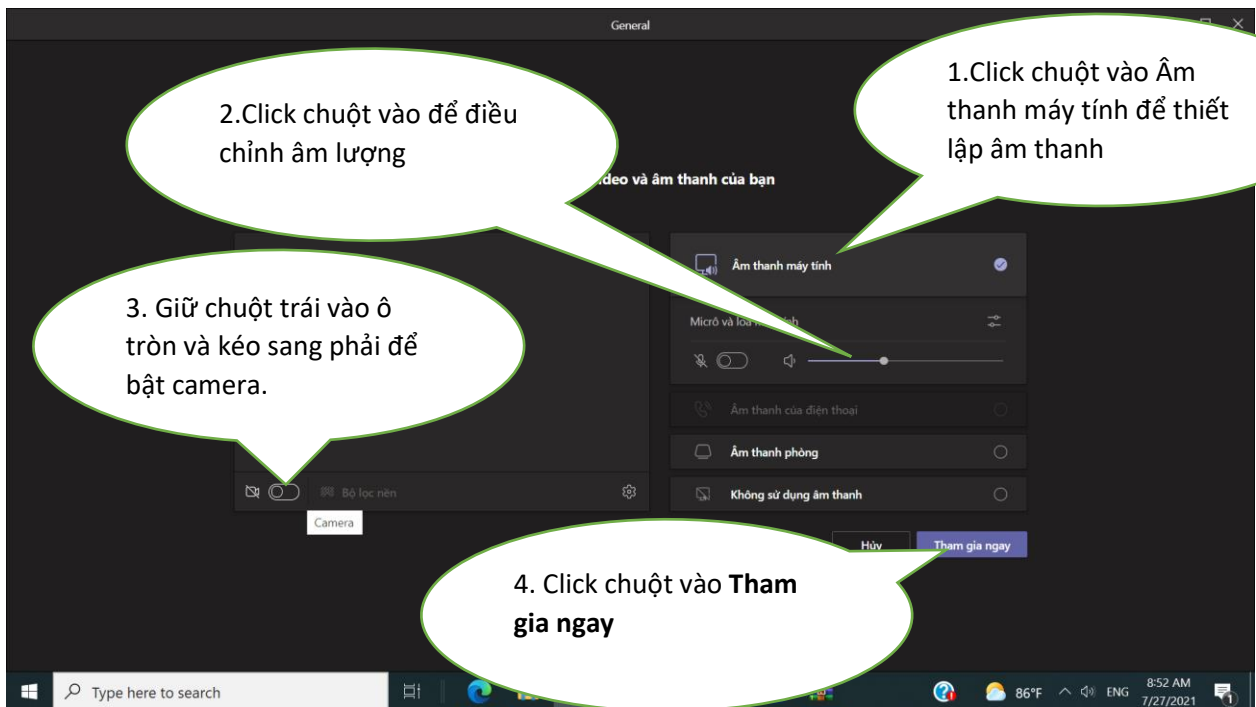 General
1.Click chuột vào Âm
thanh máy tính để thiết
lập âm thanh
2.Click chuột vào để điều
chỉnh âm lượng
và âm thanh của bạn
Âm thanh máy tính
3. Giữ chuột trái vào ô
tròn và kéo sang phải để
bật camera.
Micrô và loa
Âm thanh của điện thoại
Âm thanh phòng
Bộ lọc nền
Không sử dụng âm thanh
Camera
Hủy
Tham gia ngay
4. Click chuột vào Tham
gia ngay
Type here to search
86°F
ENG
8:52 AM
7/27/2021
1